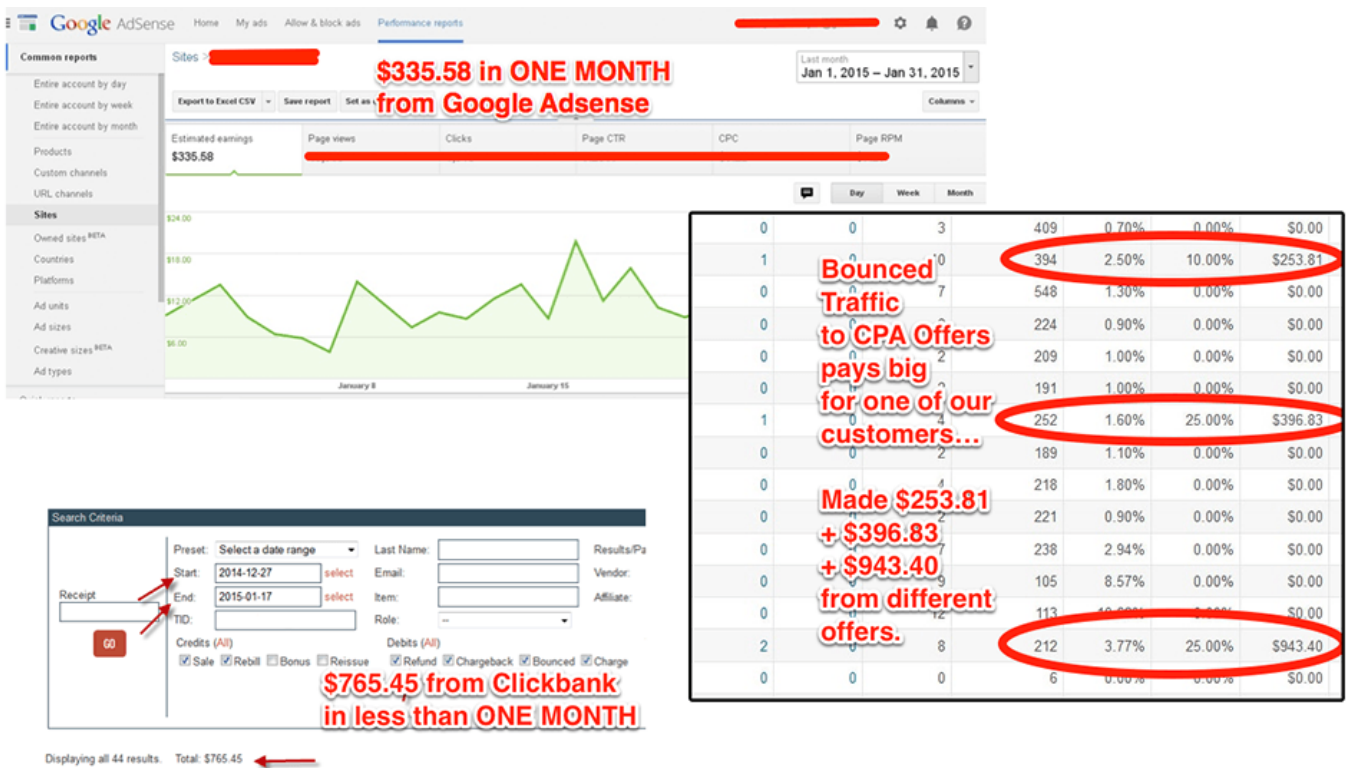 Google AdSense Home My ads Allow & block ads Performance reports
Common reports
Entire account by day
Entire account by week
Entire account by month
Products
Custom channels
URL channels
Sites
Owned sites BETA
Countries
Platforms
Ad units
Ad sizes
Creative sizes BETA
Ad types
Sites >
$335.58 in ONE MONTH
from Google Adsense
Last month
Jan 1, 2015 – Jan 31, 2015
Export to Excel CSV Save report Set as
Columns
Estimated earnings Page views Clicks Page CTR CPC Page RPM
$335.58
Day Week Month
$24.00
$18.00
$12.00
$6.00
January 8 January 15
0 0 3 409 0.70% 0.00% $0.00
1 394 2.50% 10.00% $253.81
0 7 548 1.30% 0.00% $0.00
0 224 0.90% 0.00% $0.00
0 2 209 1.00% 0.00% $0.00
0 191 1.00% 0.00% $0.00
1 4 252 1.60% 25.00% $396.83
0 2 189 1.10% 0.00% $0.00
0 4 218 1.80% 0.00% $0.00
0 2 221 0.90% 0.00% $0.00
0 7 238 2.94% 0.00% $0.00
0 9 105 8.57% 0.00% $0.00
0 12 113 $0.00
2 8 212 3.77% 25.00% $943.40
0 0 0 6 0.00% 0.00% $0.00
Bounced
Traffic
to CPA Offers
pays big
for one of our
customers...
Made $253.81
+ $396.83
+ $943.40
from different
offers.
Search Criteria
Receipt
GO
Preset: Select a date range Last Name: Results/Pa
Start: 2014-12-27 select Email: Vendor:
End: 2015-01-17 select Item: Affiliate:
TID: Role: --
Credits (All) Debits (All)
Sale Rebill Bonus Reissue Refund Chargeback Bounced Charge
$765.45 from Clickbank
in less than ONE MONTH
Displaying all 44 results. Total: $765.45